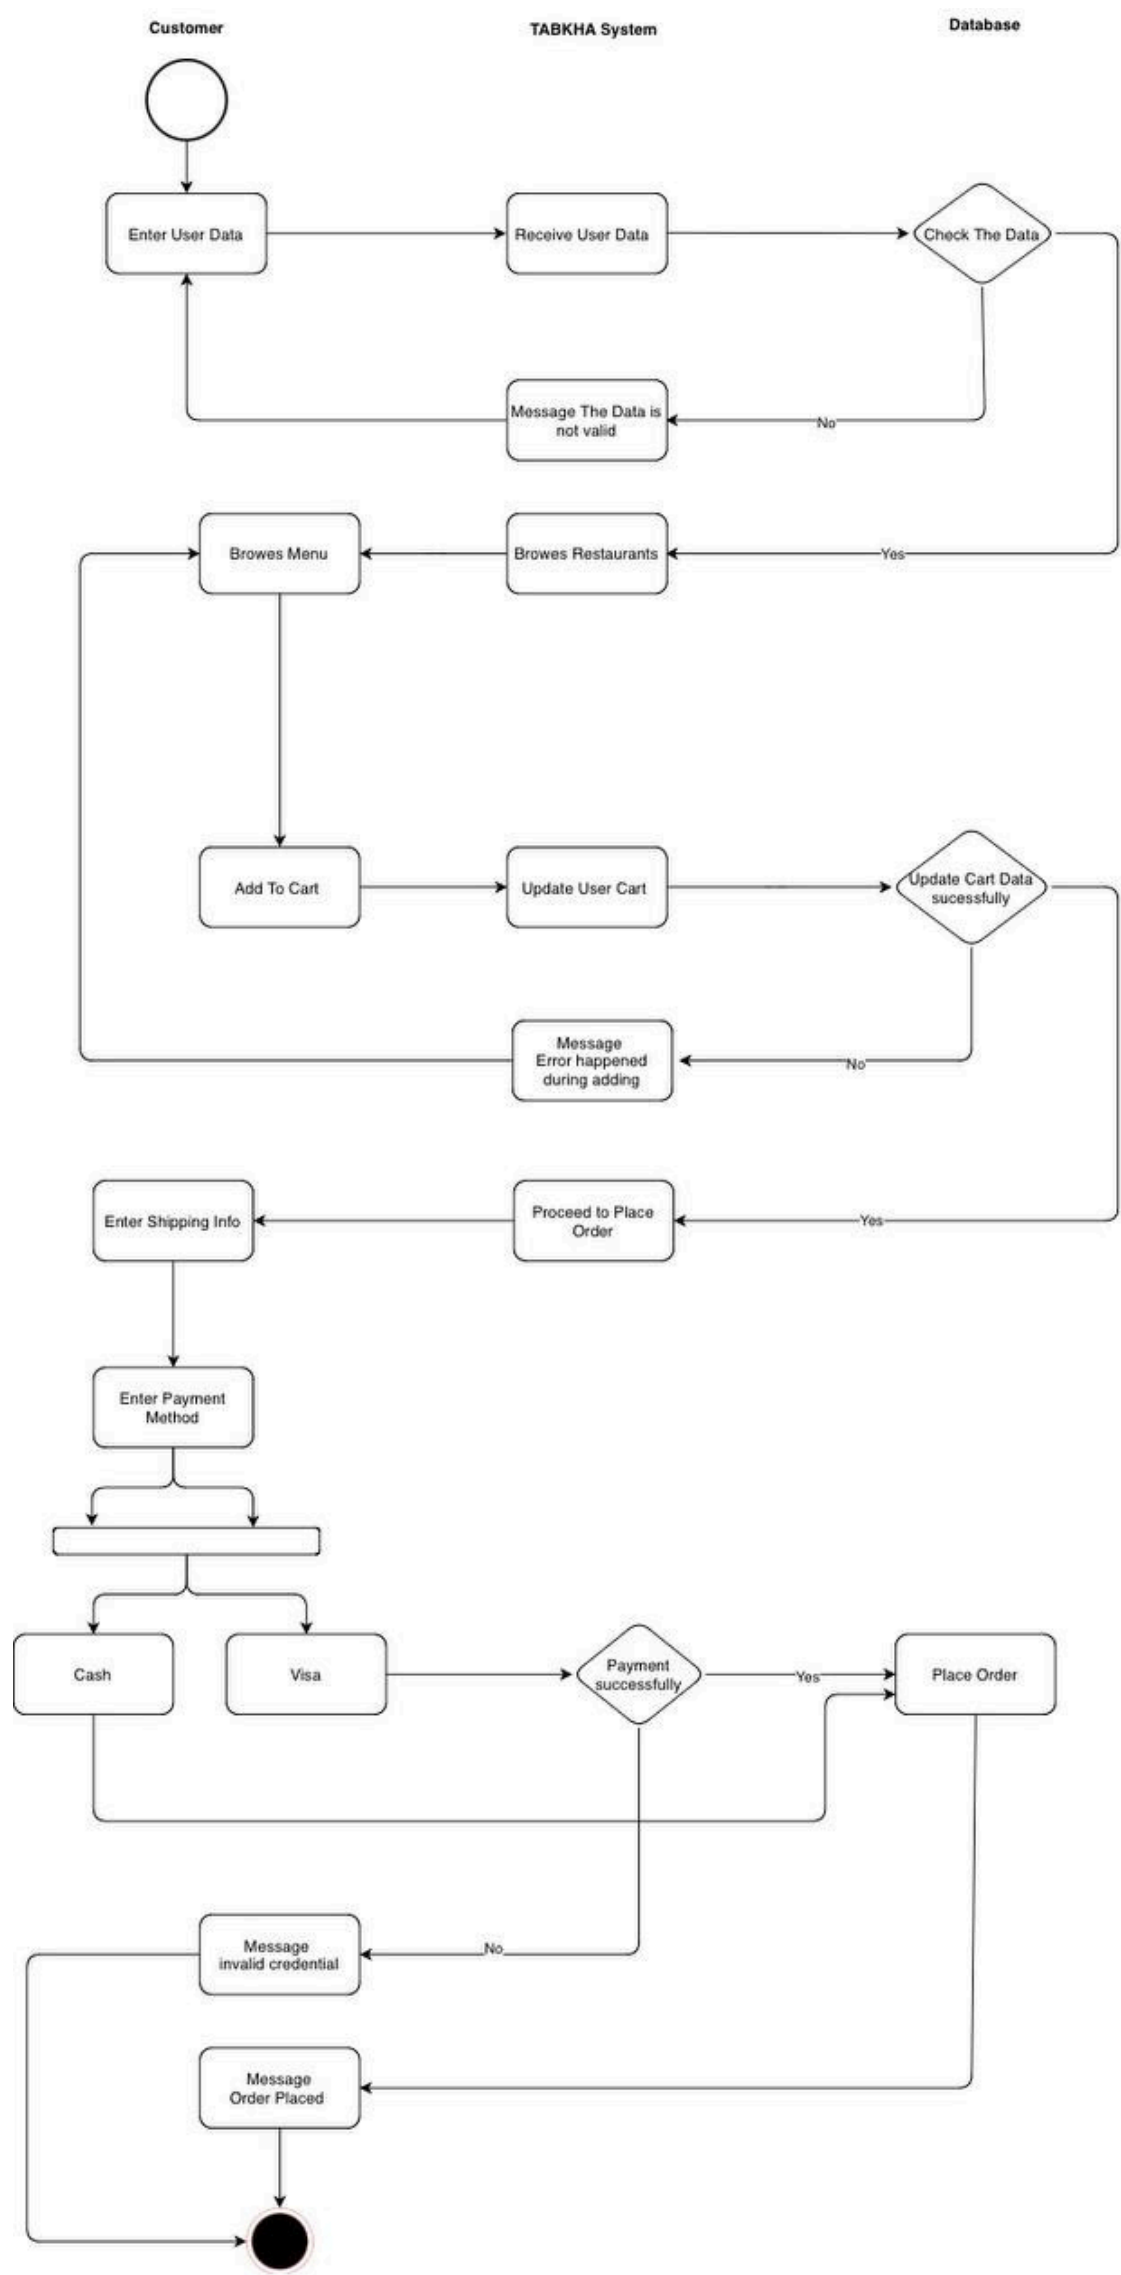 Customer
TABKHA System
Database
Enter User Data
Receive User Data
Check The Data
Message The Data is
not valid
No
Browes Menu
Browes Restaurants
Yes
Add To Cart
Update User Cart
Update Cart Data
sucessfully
Message
Error happened
during adding
No
Enter Shipping Info
Proceed to Place
Order
Yes
Enter Payment
Method
Cash
Visa
Payment
successfully
Yes
Place Order
Message
invalid credential
No
Message
Order Placed